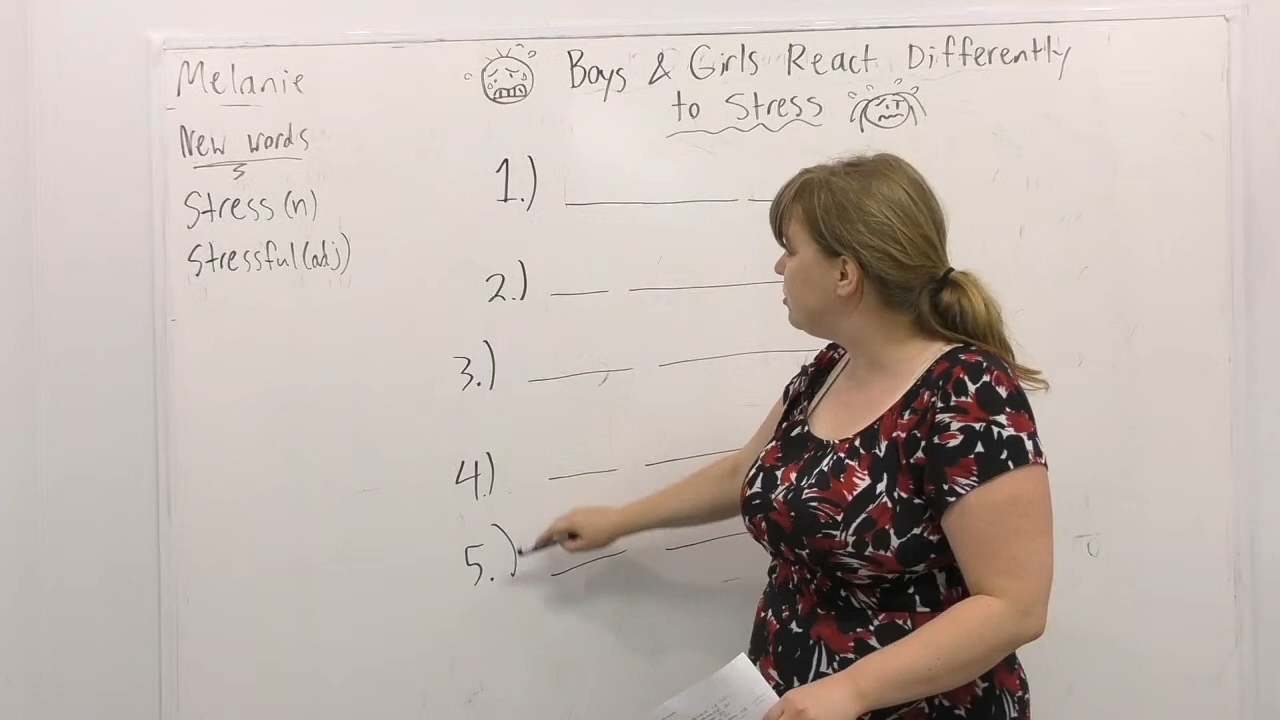 Melanie
New words
Stress (n)
Stressful (adj)
Boys & Girls React Differently
to Stress
1.)
2.)
3.)
4.)
5.)